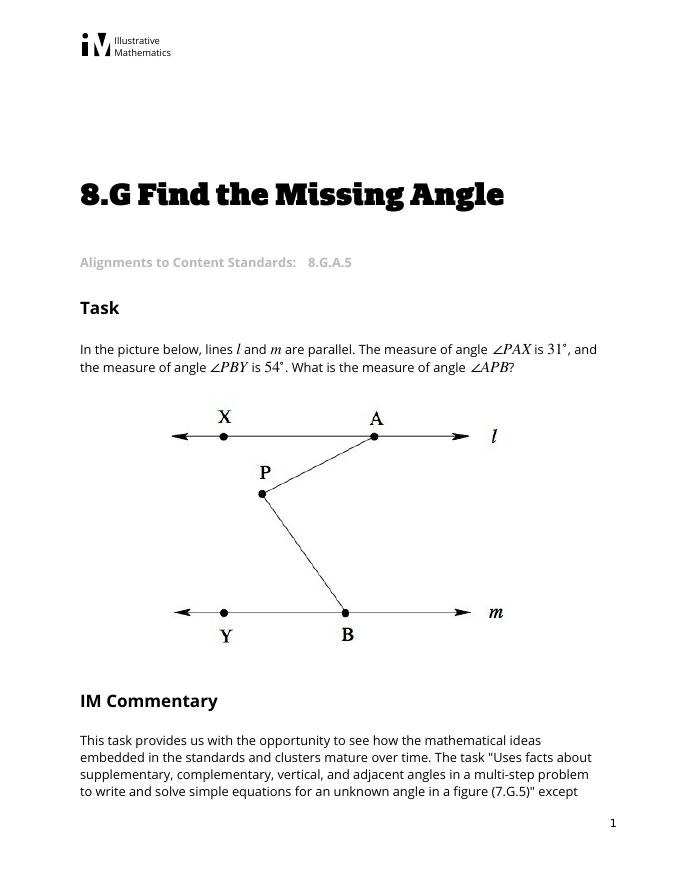 Illustrative
Mathematics
8.G Find the Missing Angle
Alignments to Content Standards: 8.G.A.5
Task
In the picture below, lines l and m are parallel. The measure of angle ∠PAX is 31°, and
the measure of angle ∠PBY is 54°. What is the measure of angle ∠APB?
X
A
l
P
m
Y
B
IM Commentary
This task provides us with the opportunity to see how the mathematical ideas
embedded in the standards and clusters mature over time. The task "Uses facts about
supplementary, complementary, vertical, and adjacent angles in a multi-step problem
to write and solve simple equations for an unknown angle in a figure (7.G.5)" except
1